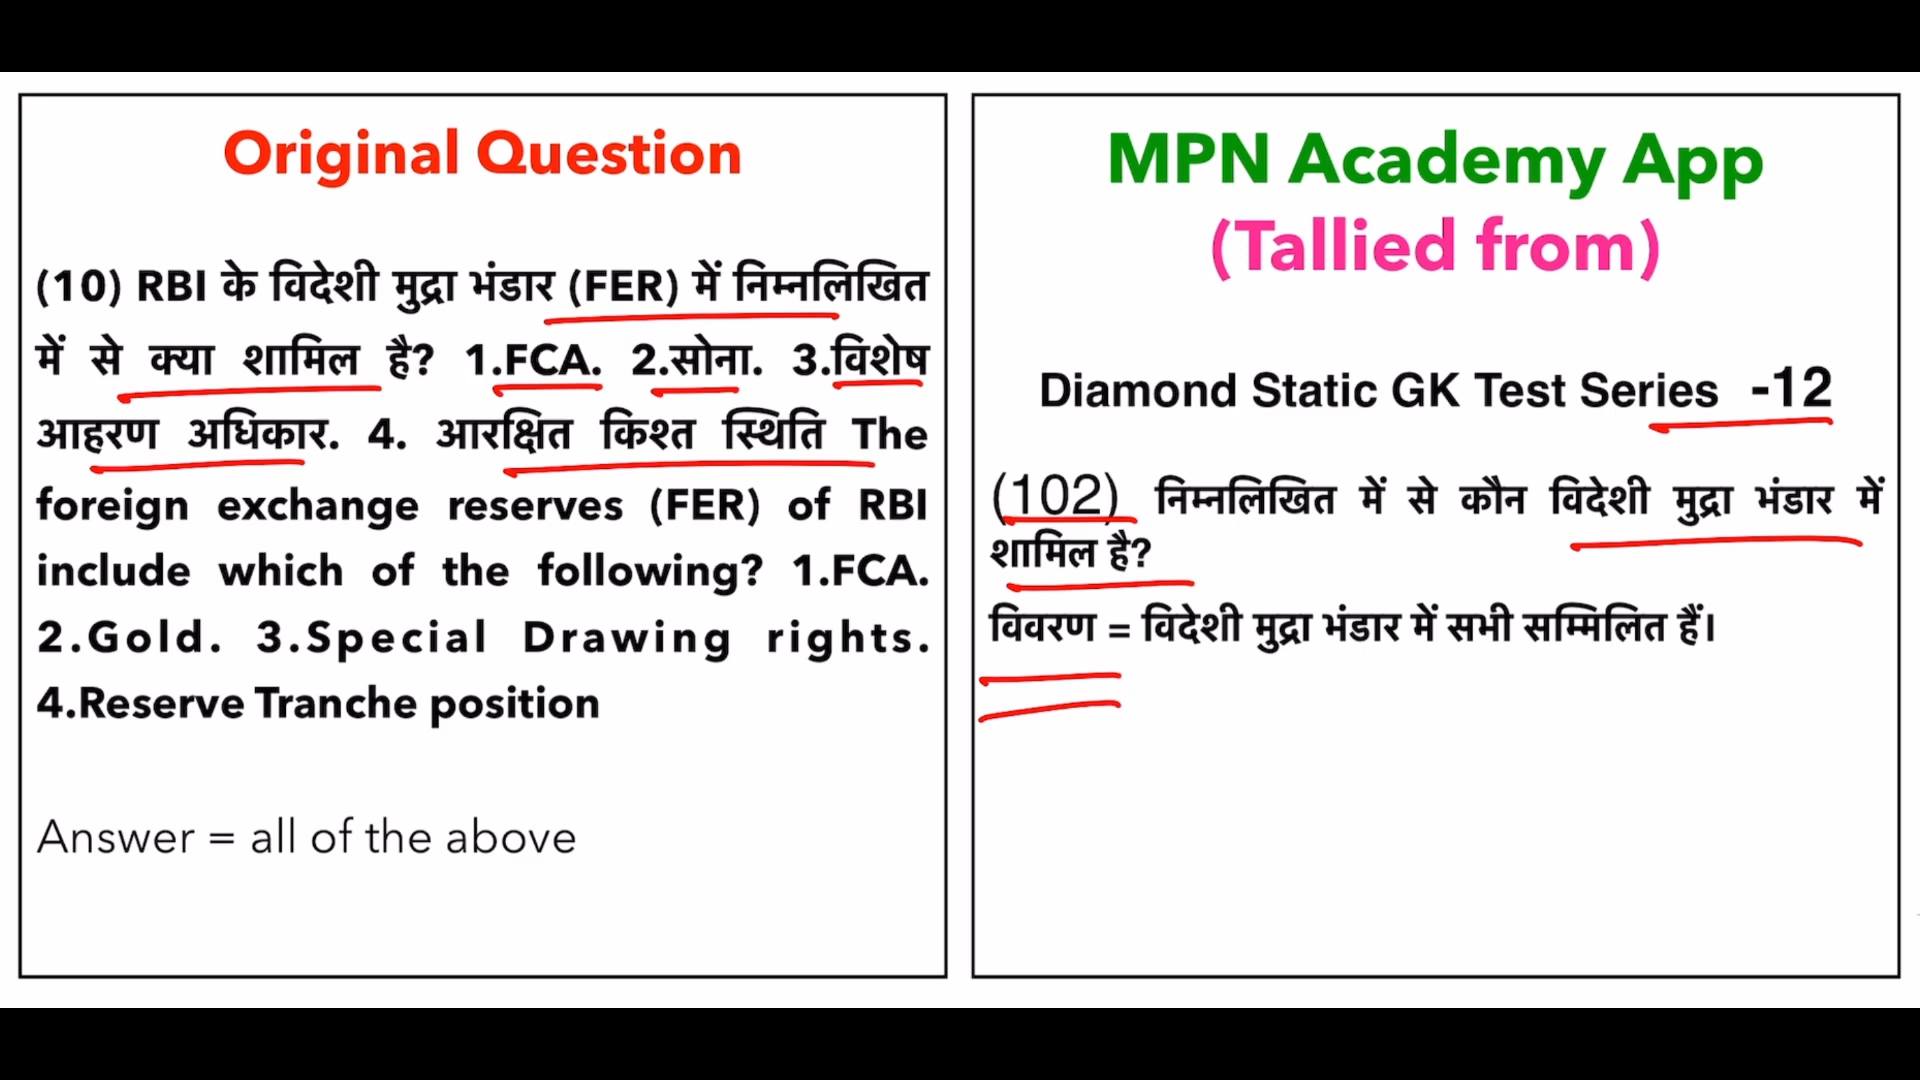 Original Question
(10) RBI के विदेशी मुद्रा भंडार (FER) में निम्नलिखित
में से क्या शामिल है? 1.FCA. 2.सोना. 3.विशेष
आहरण अधिकार. 4. आरक्षित किश्त स्थिति The
foreign exchange reserves (FER) of RBI
include which of the following? 1.FCA.
2.Gold. 3.Special Drawing rights.
4.Reserve Tranche position
Answer = all of the above
MPN Academy App
(Tallied from)
Diamond Static GK Test Series -12
(102) निम्नलिखित में से कौन विदेशी मुद्रा भंडार में
शामिल है?
विवरण = विदेशी मुद्रा भंडार में सभी सम्मिलित हैं।